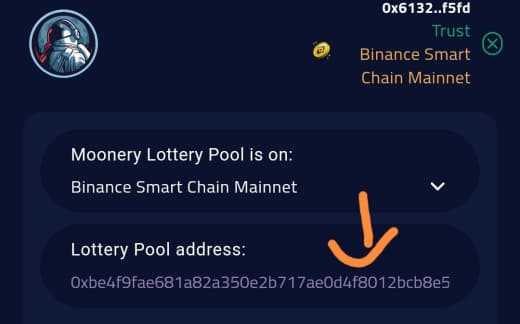 0x6132..f5fd
Trust
Binance Smart
Chain Mainnet
Moonery Lottery Pool is on:
Binance Smart Chain Mainnet
Lottery Pool address:
0xbe4f9fae681a82a350e2b717ae0d4f8012bcb8e5